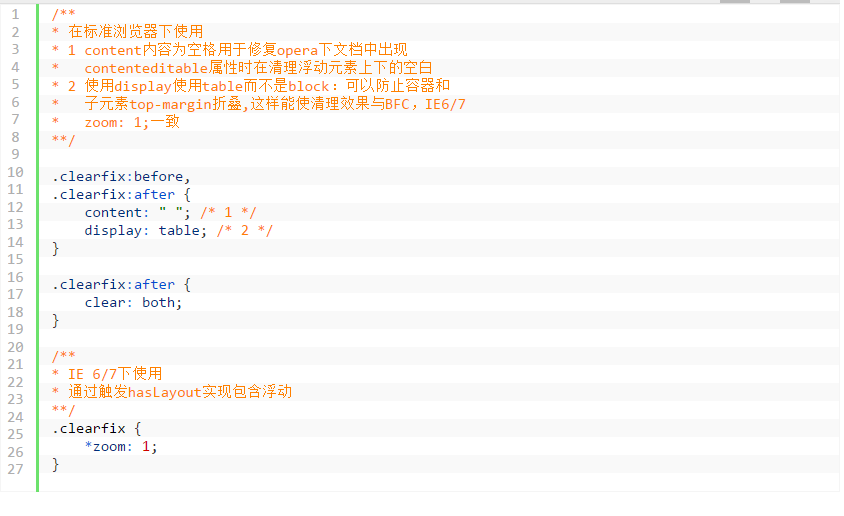 1 /**
2 * 在标准浏览器下使用
3 * 1 content内容为空格用于修复opera下文档中出现
4 *   contenteditable属性时在清理浮动元素上下的空白
5 * 2 使用display使用table而不是block：可以防止容器和
6 *   子元素top-margin折叠,这样能使清理效果与BFC，IE6/7
7 *   zoom: 1;一致
8 **/
9
10 .clearfix:before,
11 .clearfix:after {
12     content: " "; /* 1 */
13     display: table; /* 2 */
14 }
15
16 .clearfix:after {
17     clear: both;
18 }
19
20 /**
21 * IE 6/7下使用
22 * 通过触发hasLayout实现包含浮动
23 **/
24 .clearfix {
25     *zoom: 1;
26 }
27